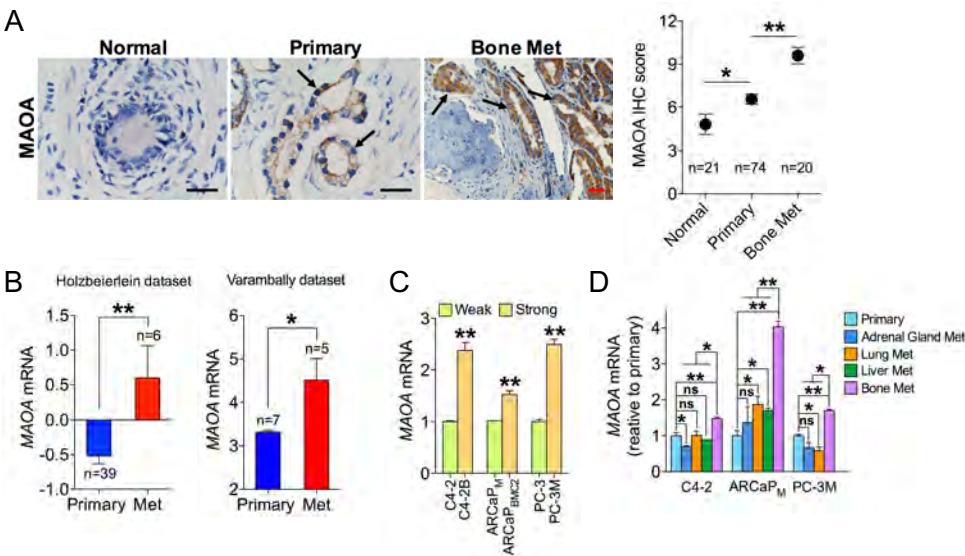 A
Normal
Primary
Bone Met
MAOA
MAOA IHC score
12
9
6
3
0
*
**
n=21
n=74
n=20
Normal
Primary
Bone Met
B
Holzbeierlein dataset
MAOA mRNA
1.0
0.5
0.0
-0.5
-1.0
**
n=6
n=39
Primary Met
Varambally dataset
MAOA mRNA
6
5
4
3
2
*
n=5
n=7
Primary Met
C
Weak Strong
MAOA mRNA
3
2
1
0
**
**
**
C4-2
C4-2B
ARCaPM
ARCaPBMC2
PC-3
PC-3M
D
MAOA mRNA
(reative to primary)
4
2
1
0
Primary
Adrenal Gland Met
Lung Met
Liver Met
Bone Met
*
**
ns
ns
*
**
**
*
*
ns
*
**
*
ns
C4-2
ARCaPM
PC-3M